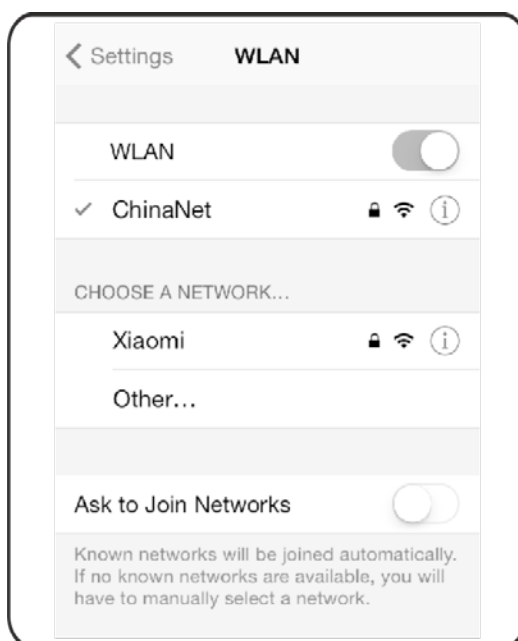 Settings WLAN
WLAN
ChinaNet
CHOOSE A NETWORK...
Xiaomi
Other...
Ask to Join Networks
Known networks will be joined automatically.
If no known networks are available, you will
have to manually select a network.